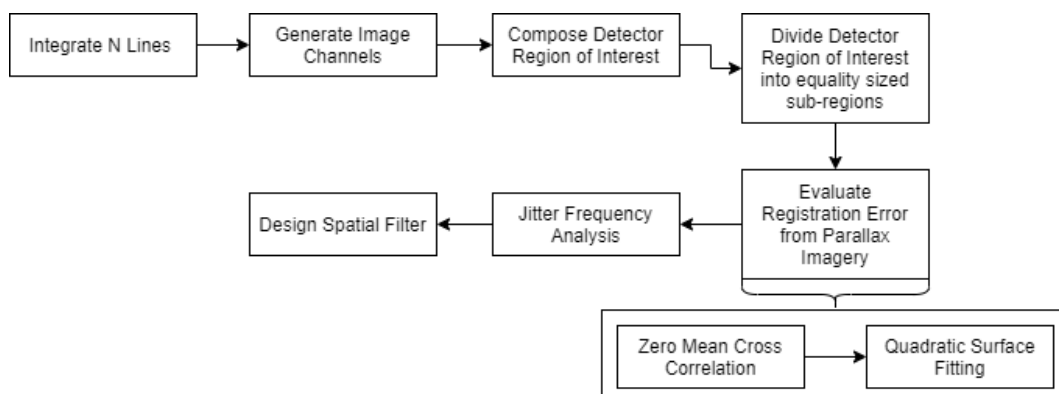 Integrate N Lines
Generate Image
Channels
Compose Detector
Region of Interest
Divide Detector
Region of Interest
into equality sized
sub-regions
Evaluate
Registration Error
from Parallax
Imagery
Jitter Frequency
Analysis
Design Spatial Filter
Zero Mean Cross
Correlation
Quadratic Surface
Fitting